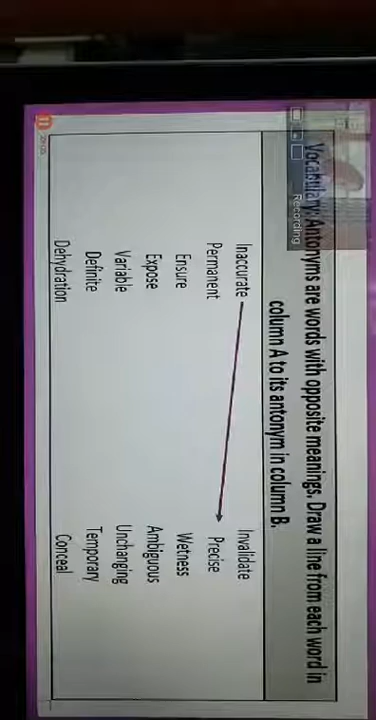 Vocabulary: Antonyms are words with opposite meanings. Draw a line from each word in
column A to its antonym in column B.
Recording
Inaccurate Invalidate
Permanent Precise
Ensure Wetness
Expose Ambiguous
Variable Unchanging
Definite Temporary
Dehydration Conceal